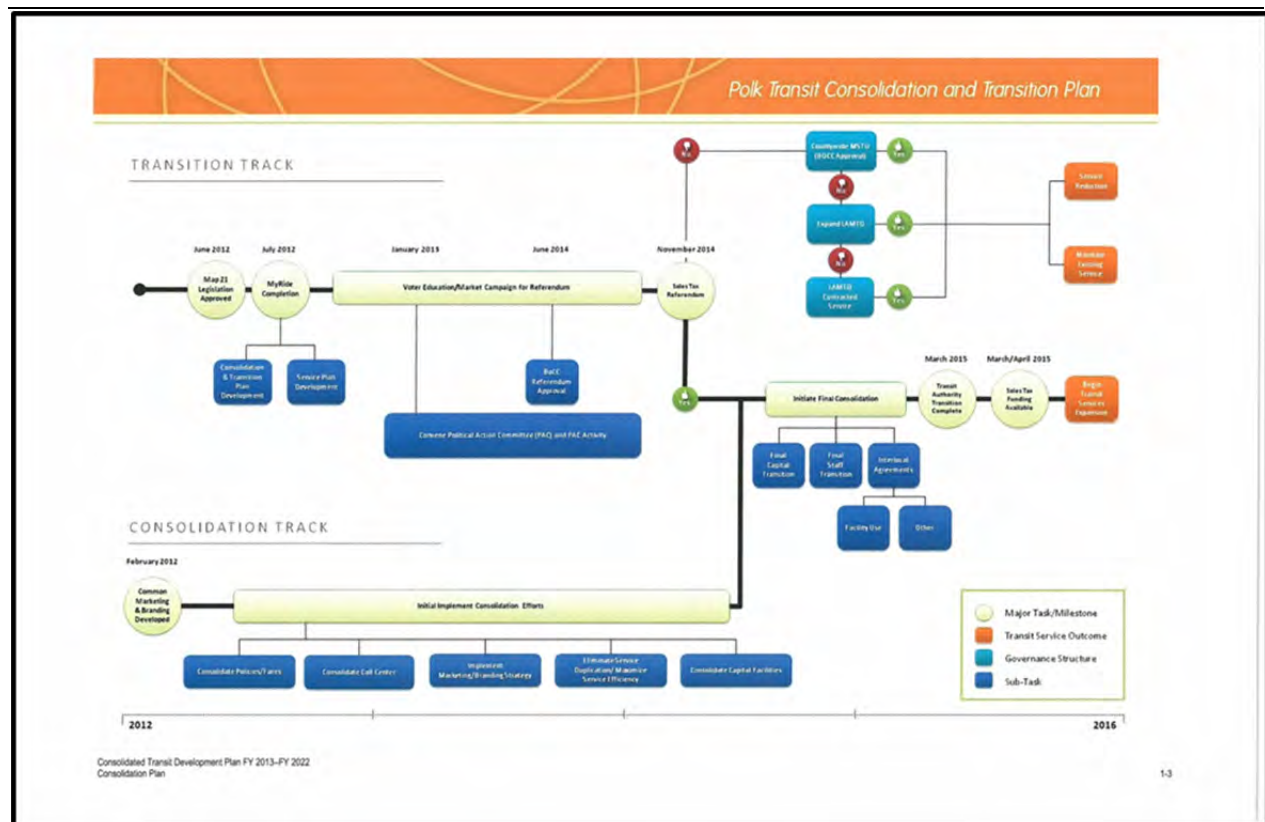 Polk Transit Consolidation and Transition Plan
TRANSITION TRACK
No
Countywide MSTU
(BOCC Approval)
Yes
No
Expand LAMTD
Yes
No
LAMTD
Contracted
Service
Yes
Service
Reduction
Maintain
Existing
Service
June 2012
July 2012
January 2013
June 2014
November 2014
Map 21
Legislation
Approved
MyRide
Completion
Voter Education/Market Campaign for Referendum
Sales Tax
Referendum
Consolidation
& Transition
Plan
Development
Service Plan
Development
BoCC
Referendum
Approval
Convene Political Action Committee (PAC) and PAC Activity
Yes
March 2015
March/April 2015
Initiate Final Consolidation
Transit
Authority
Transition
Complete
Sales Tax
Funding
Available
Begin
Transit
Services
Expansion
Final
Capital
Transition
Final
Staff
Transition
Interlocal
Agreements
Facility Use
Other
CONSOLIDATION TRACK
February 2012
Common
Marketing
& Branding
Developed
Initial Implement Consolidation Efforts
Consolidate Policies/Fares
Consolidate Call Center
Implement
Marketing/Branding Strategy
Eliminate Service
Duplication/ Maximize
Service Efficiency
Consolidate Capital Facilities
Major Task/Milestone
Transit Service Outcome
Governance Structure
Sub-Task
2012
2016
Consolidated Transit Development Plan FY 2013–FY 2022
Consolidation Plan
1-3